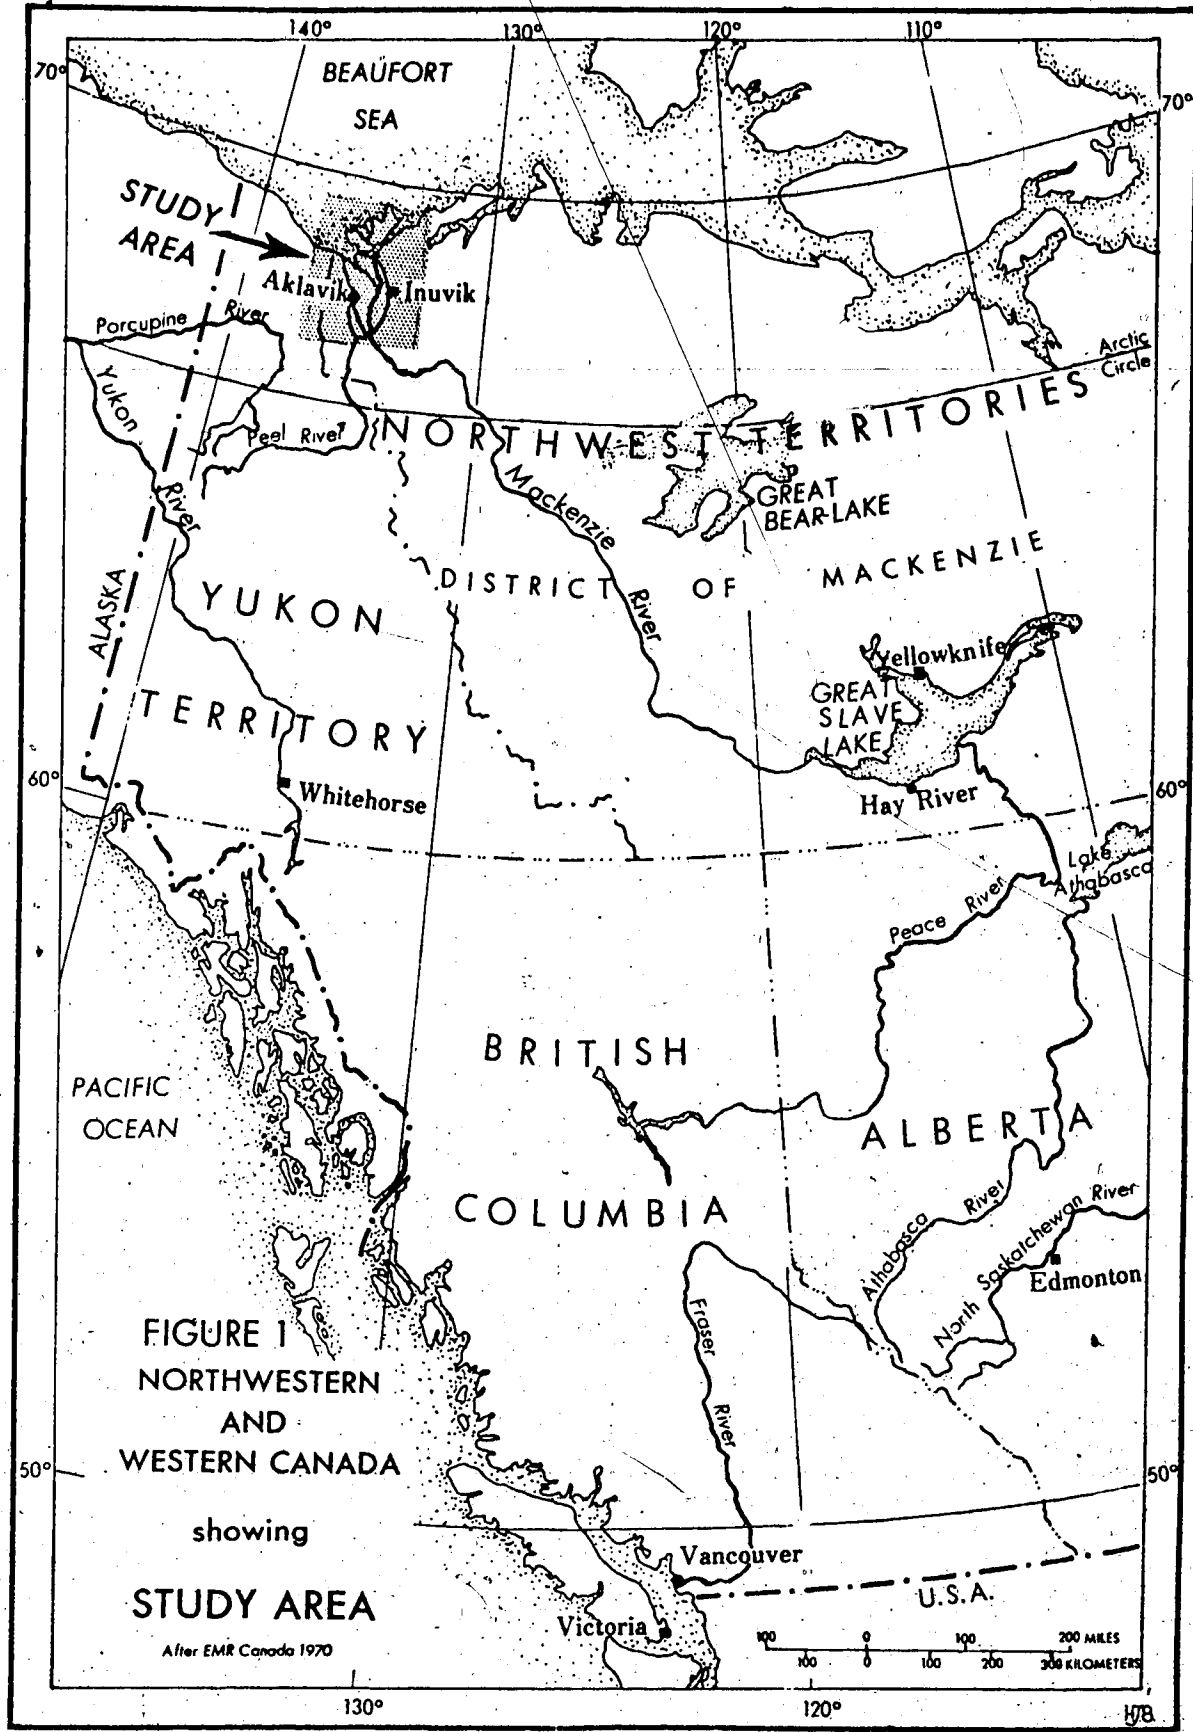 140°
130°
120°
110°
70°
BEAUFORT
SEA
70°
STUDY
AREA
Aklavik
Inuvik
Porcupine River
Arctic
Circle
Yukon
River
Peel River
NORTHWEST TERRITORIES
Mackenzie
River
GREAT
BEAR LAKE
DISTRICT OF MACKENZIE
ALASKA
YUKON
TERRITORY
Yellowknife
GREAT
SLAVE
LAKE
60°
Whitehorse
Hay River
60°
Lake
Athabasca
Peace River
PACIFIC
OCEAN
BRITISH
COLUMBIA
ALBERTA
Athabasca River
North Saskatchewan River
Edmonton
Fraser
River
FIGURE 1
NORTHWESTERN
AND
WESTERN CANADA
showing
STUDY AREA
After EMR Canada 1970
50°
50°
Vancouver
U.S.A.
Victoria
100 0 100 200 MILES
100 0 100 200 300 KILOMETERS
130°
120°